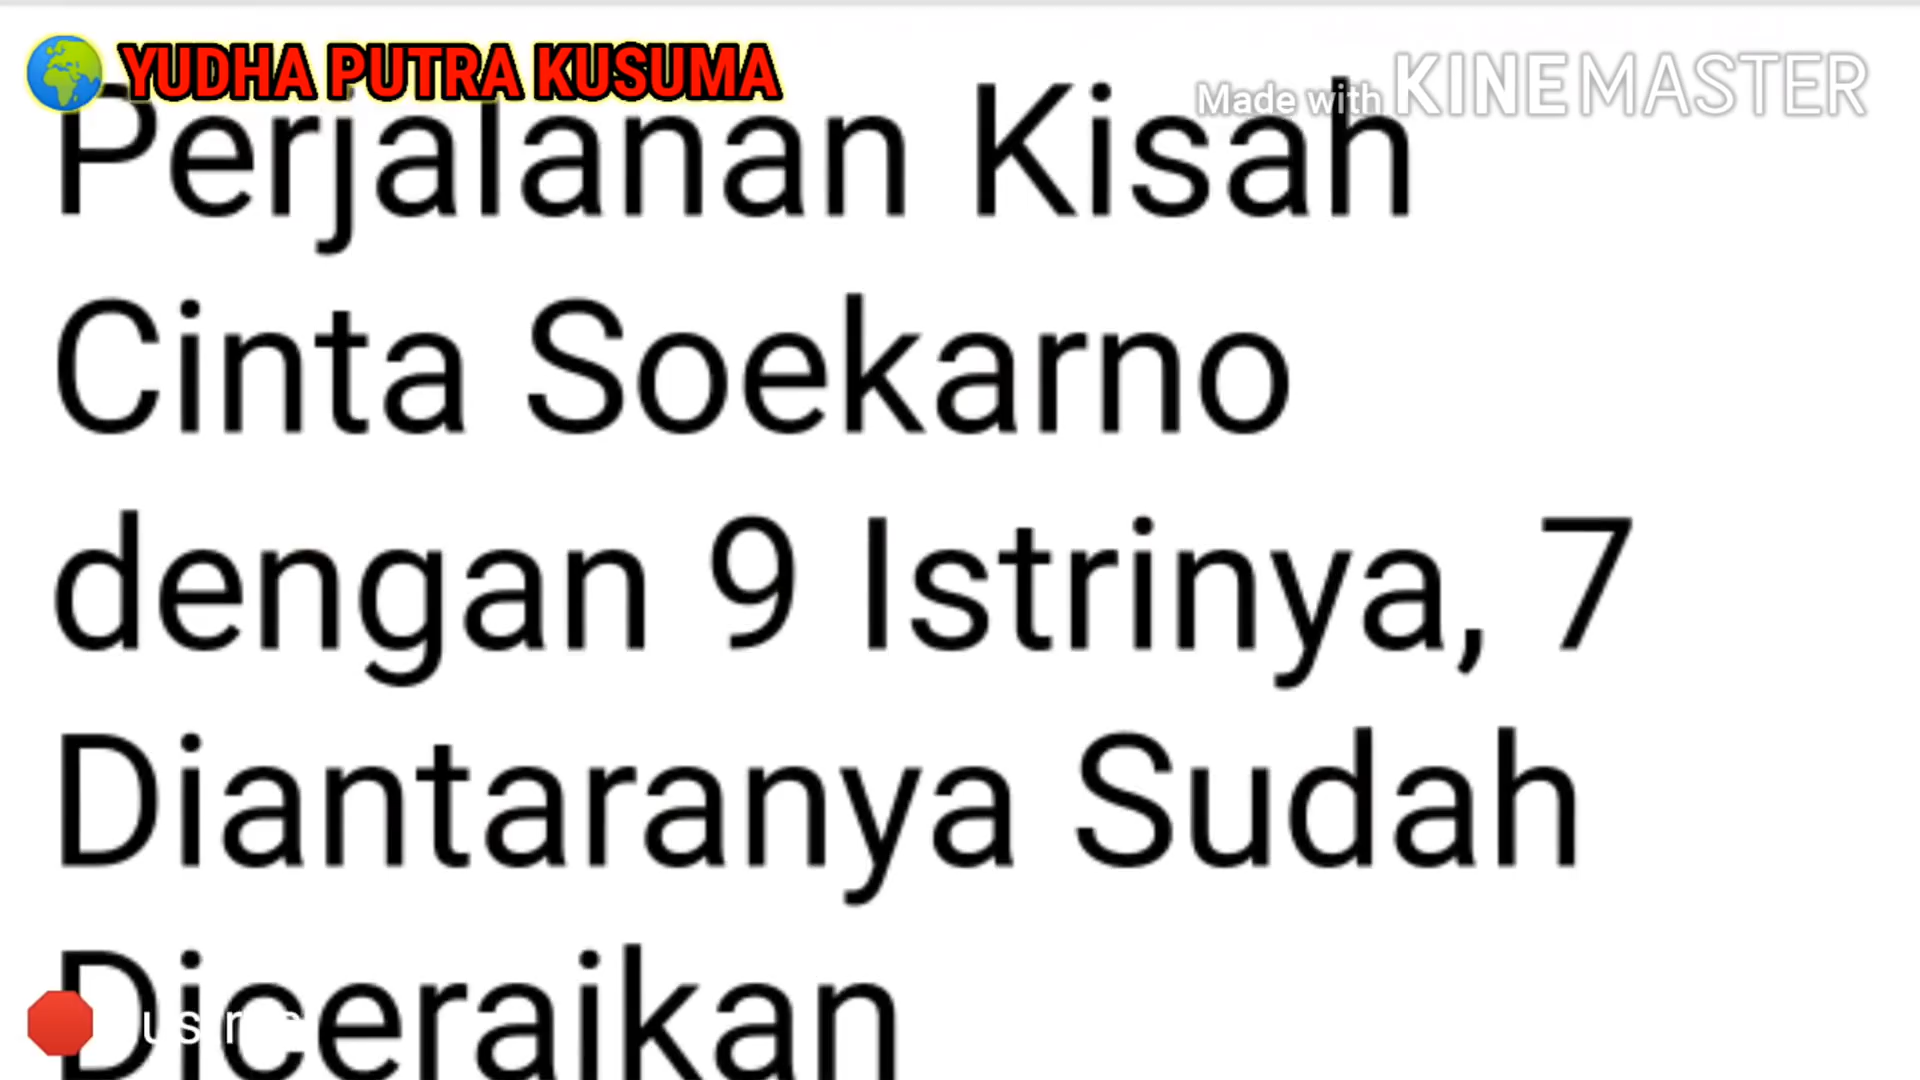 YUDHA PUTRA KUSUMA
Made with KINEMASTER
Perjalanan Kisah
Cinta Soekarno
dengan 9 Istrinya, 7
Diantaranya Sudah
Diceraikan